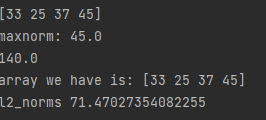 [33 25 37 45]
maxnorm: 45.0
140.0
array we have is: [33 25 37 45]
l2_norms 71.47027354082255